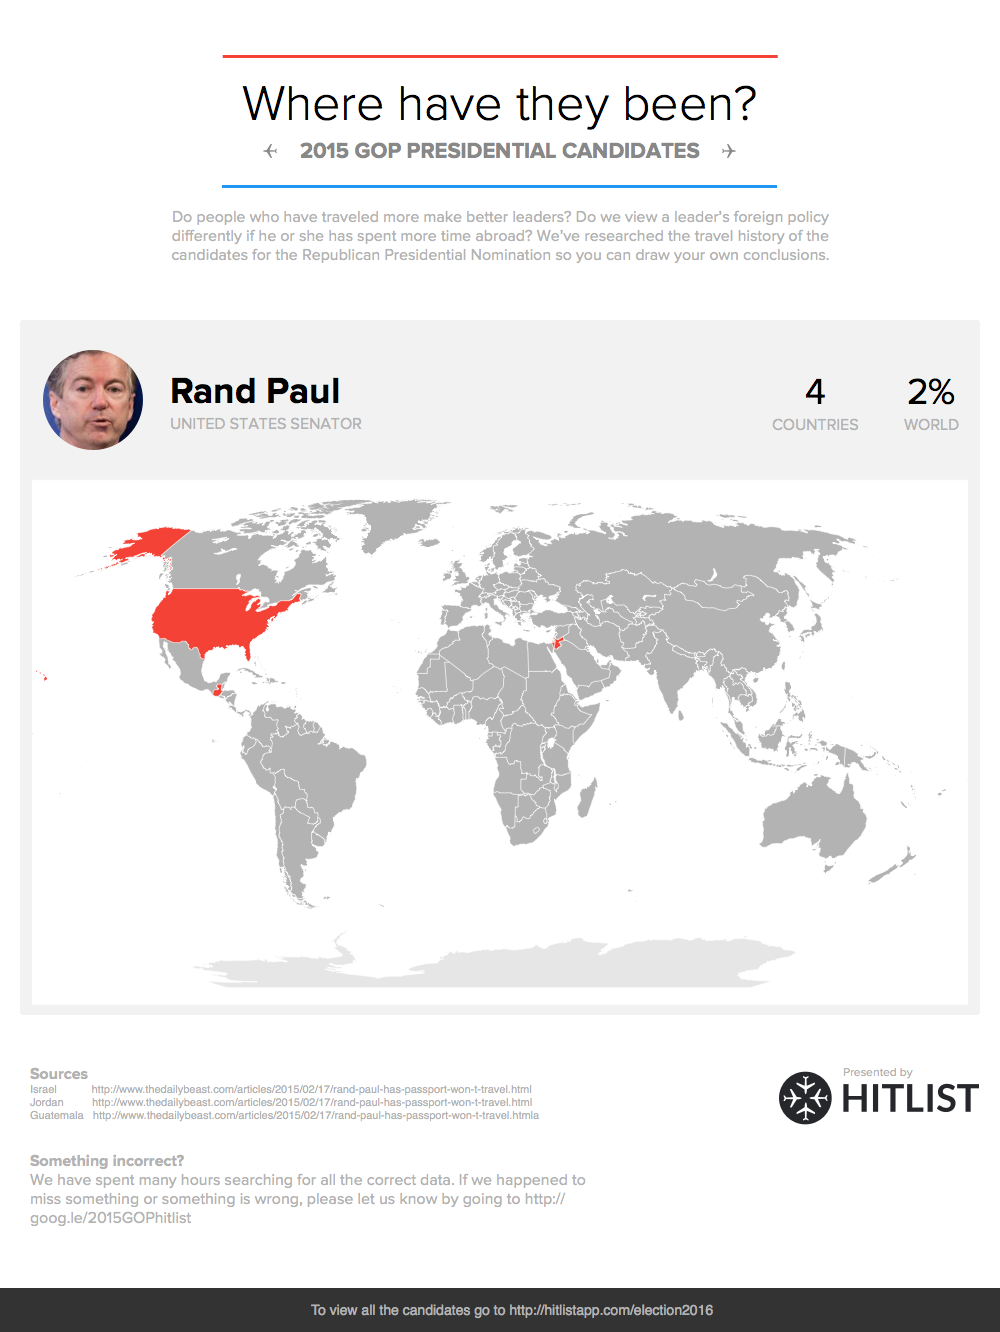 Where have they been?
2015 GOP PRESIDENTIAL CANDIDATES
Do people who have traveled more make better leaders? Do we view a leader's foreign policy
differently if he or she has spent more time abroad? We've researched the travel history of the
candidates for the Republican Presidential Nomination so you can draw your own conclusions.
Rand Paul
UNITED STATES SENATOR
4
COUNTRIES
2%
WORLD
Sources
Israel http://www.thedailybeast.com/articles/2015/02/17/rand-paul-has-passport-won-t-travel.html
Jordan http://www.thedailybeast.com/articles/2015/02/17/rand-paul-has-passport-won-t-travel.html
Guatemala http://www.thedailybeast.com/articles/2015/02/17/rand-paul-has-passport-won-t-travel.htmla
Presented by
HITLIST
Something incorrect?
We have spent many hours searching for all the correct data. If we happened to
miss something or something is wrong, please let us know by going to http://
goog.le/2015GOPhitlist
To view all the candidates go to http://hitlistapp.com/election2016